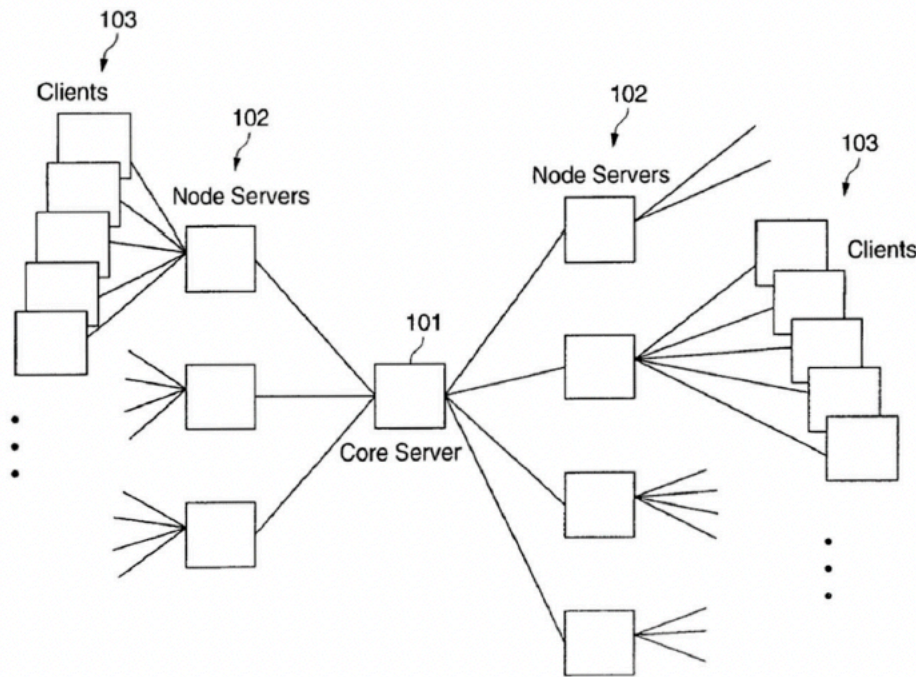 103
Clients
102
Node Servers
102
Node Servers
103
Clients
101
Core Server